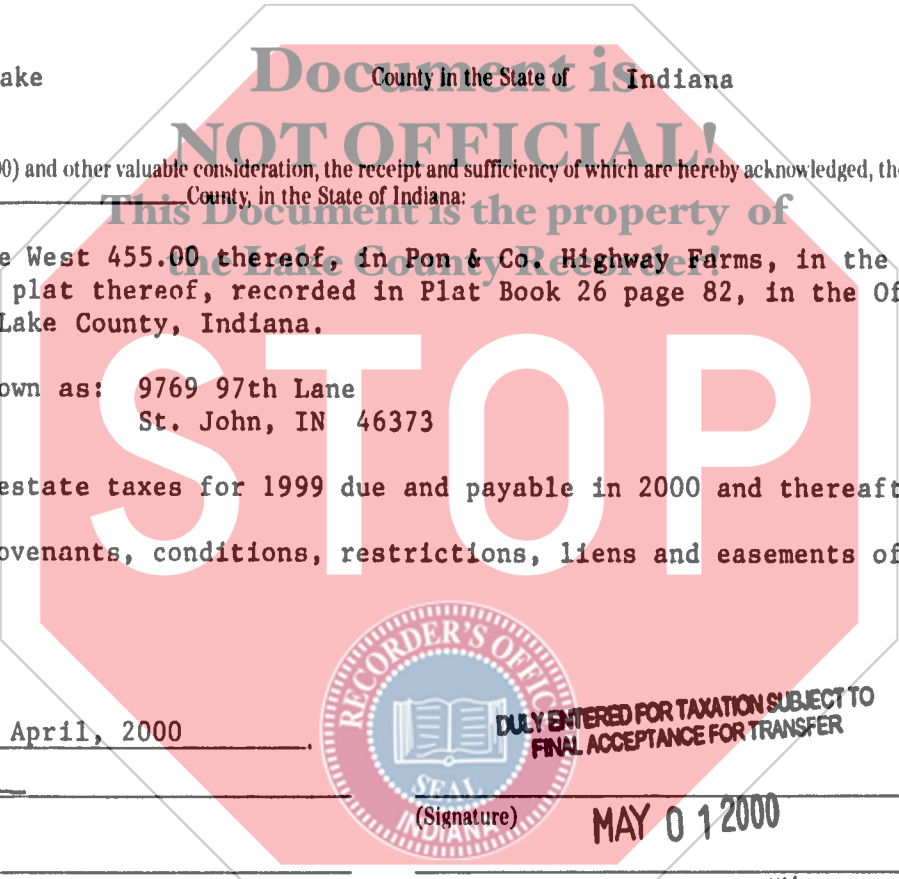 Document is
ake County in the State of Indiana
NOT OFFICIAL!
00) and other valuable consideration, the receipt and sufficiency of which are hereby acknowledged, the
County, in the State of Indiana:
This Document is the property of
the Lake County Recorder!
e West 455.00 thereof, in Pon & Co. Highway Farms, in the
plat thereof, recorded in Plat Book 26 page 82, in the Of
Lake County, Indiana.
own as: 9769 97th Lane
St. John, IN 46373
STOP
estate taxes for 1999 due and payable in 2000 and thereaft
ovenants, conditions, restrictions, liens and easements of
RECORDER'S OFFICE
SEAL
INDIANA
April, 2000.
DULY ENTERED FOR TAXATION SUBJECT TO
FINAL ACCEPTANCE FOR TRANSFER
(Signature)
MAY 01 2000